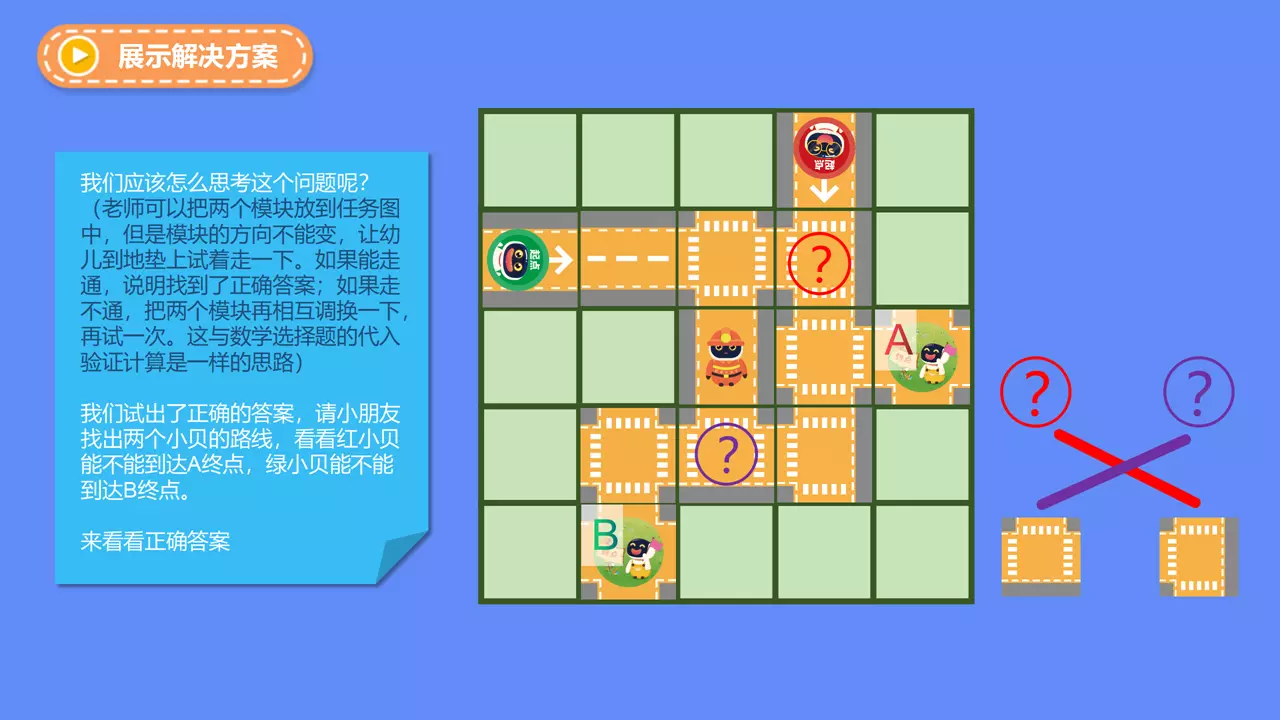 展示解决方案
我们应该怎么思考这个问题呢？
（老师可以把两个模块放到任务图
中，但是模块的方向不能变，让幼
儿到地垫上试着走一下。如果能走
通，说明找到了正确答案；如果走
不通，把两个模块再相互调换一下，
再试一次。这与数学选择题的代入
验证计算是一样的思路）
我们试出了正确的答案，请小朋友
找出两个小贝的路线，看看红小贝
能不能到达A终点，绿小贝能不能
到达B终点。
来看看正确答案
起点
起点
?
A
终点
?
B
终点
?
?